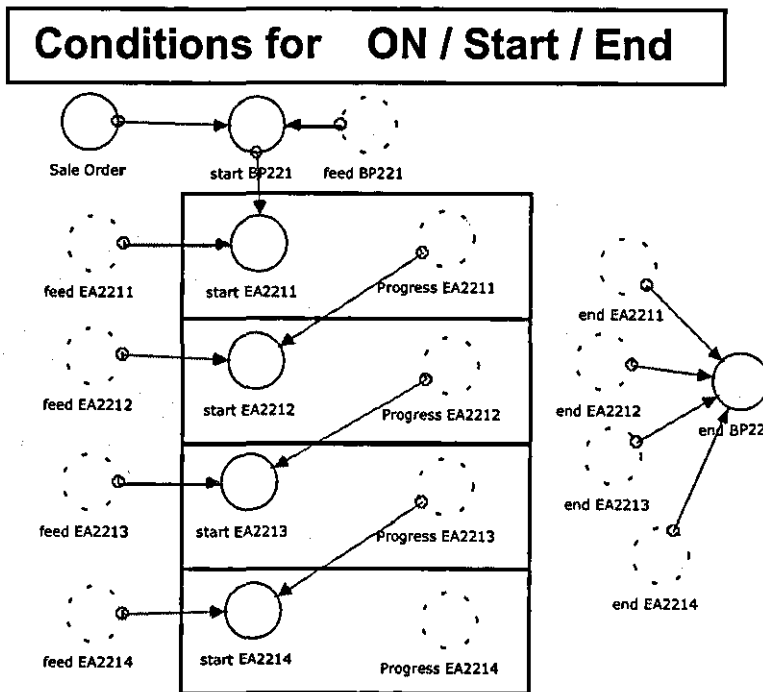 Conditions for ON / Start / End
Sale Order
start BP221
feed BP221
feed EA2211
start EA2211
Progress EA2211
end EA2211
feed EA2212
start EA2212
Progress EA2212
end EA2212
end BP22
feed EA2213
start EA2213
Progress EA2213
end EA2213
feed EA2214
start EA2214
Progress EA2214
end EA2214